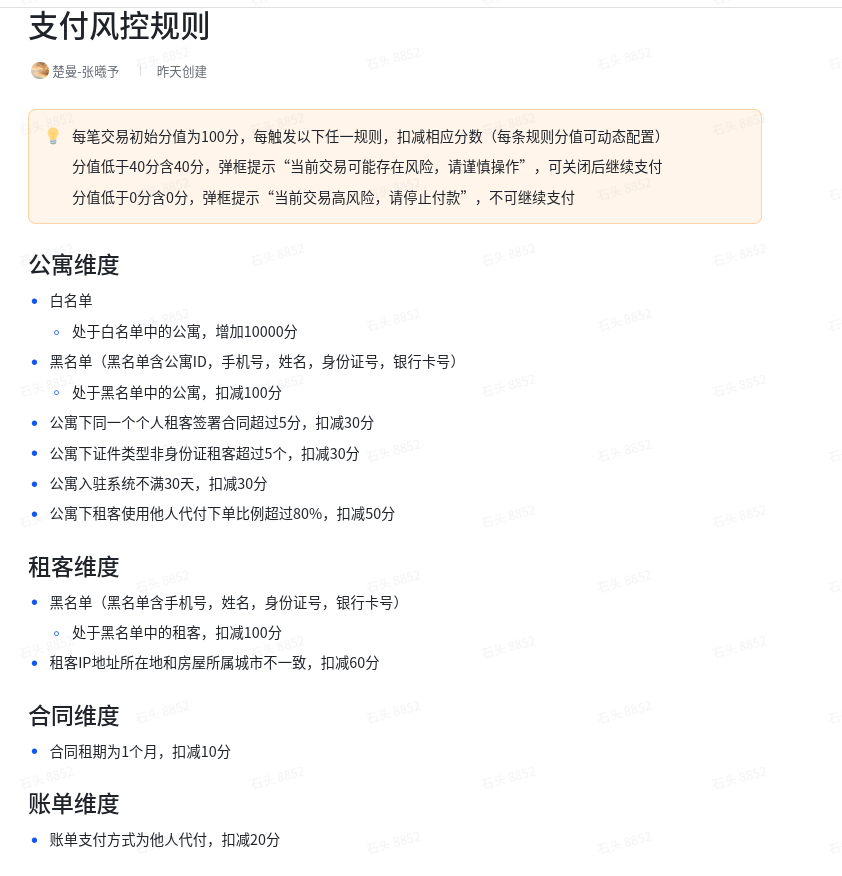 支付风控规则
楚曼-张曦予 昨天创建
每笔交易初始分值为100分，每触发以下任一规则，扣减相应分数（每条规则分值可动态配置）
分值低于40分含40分，弹框提示“当前交易可能存在风险，请谨慎操作”，可关闭后继续支付
分值低于0分含0分，弹框提示“当前交易高风险，请停止付款”，不可继续支付
公寓维度
白名单
处于白名单中的公寓，增加10000分
黑名单（黑名单含公寓ID，手机号，姓名，身份证号，银行卡号）
处于黑名单中的公寓，扣减100分
公寓下同一个个人租客签署合同超过5分，扣减30分
公寓下证件类型非身份证租客超过5个，扣减30分
公寓入驻系统不满30天，扣减30分
公寓下租客使用他人代付下单比例超过80%，扣减50分
租客维度
黑名单（黑名单含手机号，姓名，身份证号，银行卡号）
处于黑名单中的租客，扣减100分
租客IP地址所在地和房屋所属城市不一致，扣减60分
合同维度
合同租期为1个月，扣减10分
账单维度
账单支付方式为他人代付，扣减20分
石头 8852